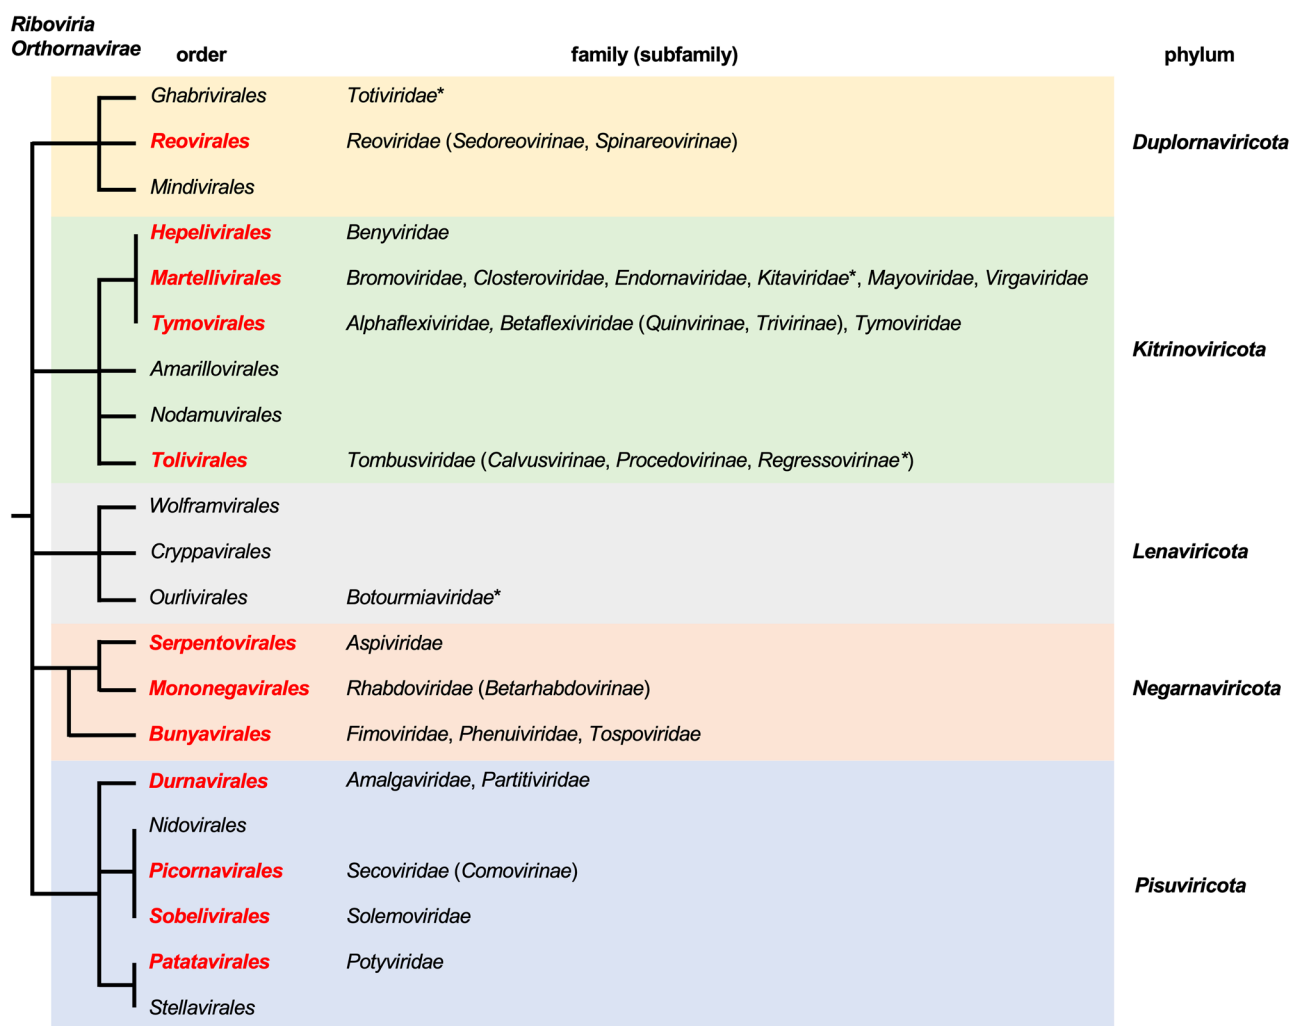 Riboviria
Orthornavirae
order family (subfamily) phylum
Ghabrivirales Totiviridae*
Reovirales Reoviridae (Sedoreovirinae, Spinareovirinae)
Duplornaviricota
Mindivirales
Hepelivirales Benyviridae
Martellivirales Bromoviridae, Closteroviridae, Endornaviridae, Kitaviridae*, Mayoviridae, Virgaviridae
Tymovirales Alphaflexiviridae, Betaflexiviridae (Quinvirinae, Trivirinae), Tymoviridae
Kitrinoviricota
Amarillovirales
Nodamuvirales
Tolivirales Tombusviridae (Calvusvirinae, Procedovirinae, Regressovirinae*)
Wolframvirales
Cryppavirales
Lenaviricota
Ourlivirales Botourmiaviridae*
Serpentovirales Aspiviridae
Mononegavirales Rhabdoviridae (Betarhabdovirinae)
Negarnaviricota
Bunyavirales Fimoviridae, Phenuiviridae, Tospoviridae
Durnavirales Amalgaviridae, Partitiviridae
Nidovirales
Picornavirales Secoviridae (Comovirinae)
Pisuviricota
Sobelivirales Solemoviridae
Patatavirales Potyviridae
Stellavirales